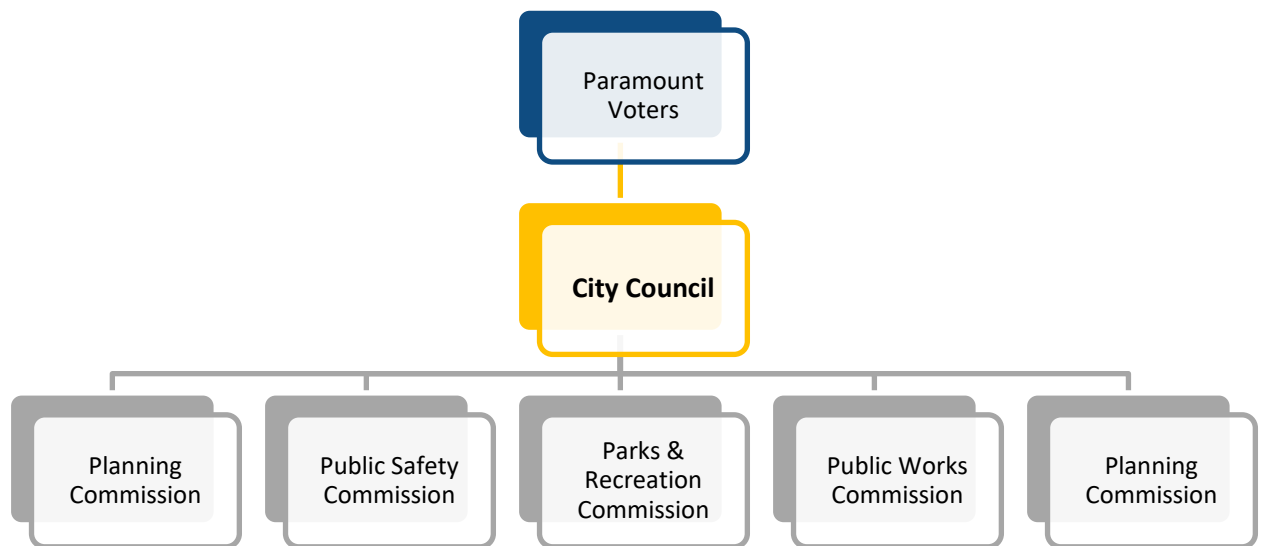 Paramount
Voters
City Council
Planning
Commission
Public Safety
Commission
Parks &
Recreation
Commission
Public Works
Commission
Planning
Commission